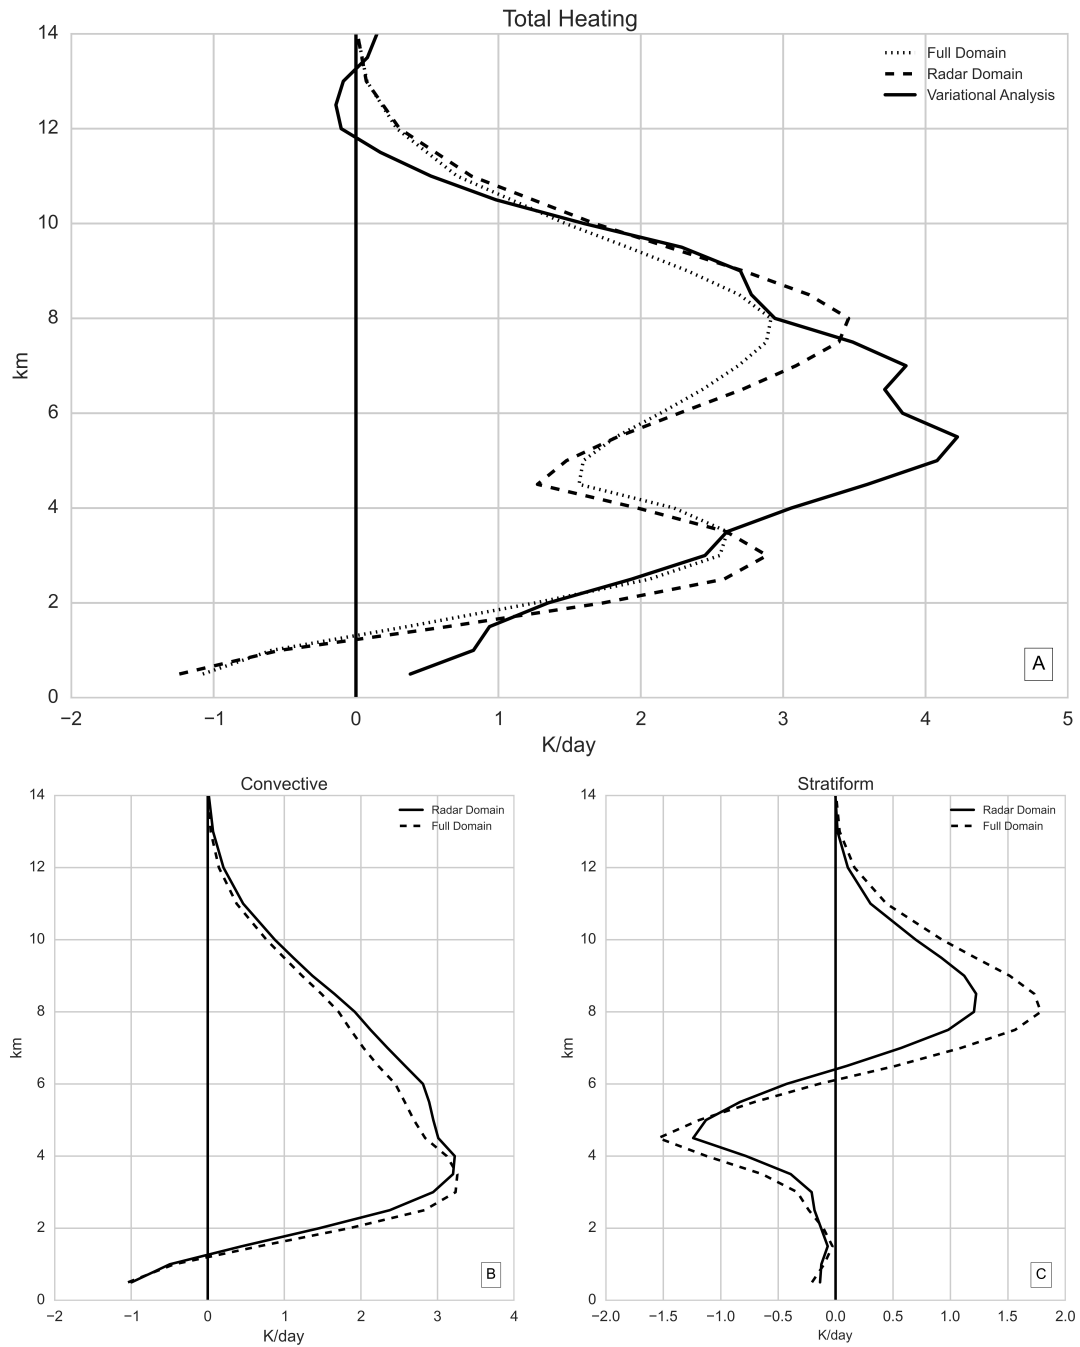 Total Heating
14
12
10
8
6
4
2
0
km
Full Domain
Radar Domain
Variational Analysis
A
−2 −1 0 1 2 3 4 5
K/day
Convective
14
12
10
8
6
4
2
0
km
Radar Domain
Full Domain
B
−2 −1 0 1 2 3 4
K/day
Stratiform
14
12
10
8
6
4
2
0
km
Radar Domain
Full Domain
C
−2.0 −1.5 −1.0 −0.5 0.0 0.5 1.0 1.5 2.0
K/day